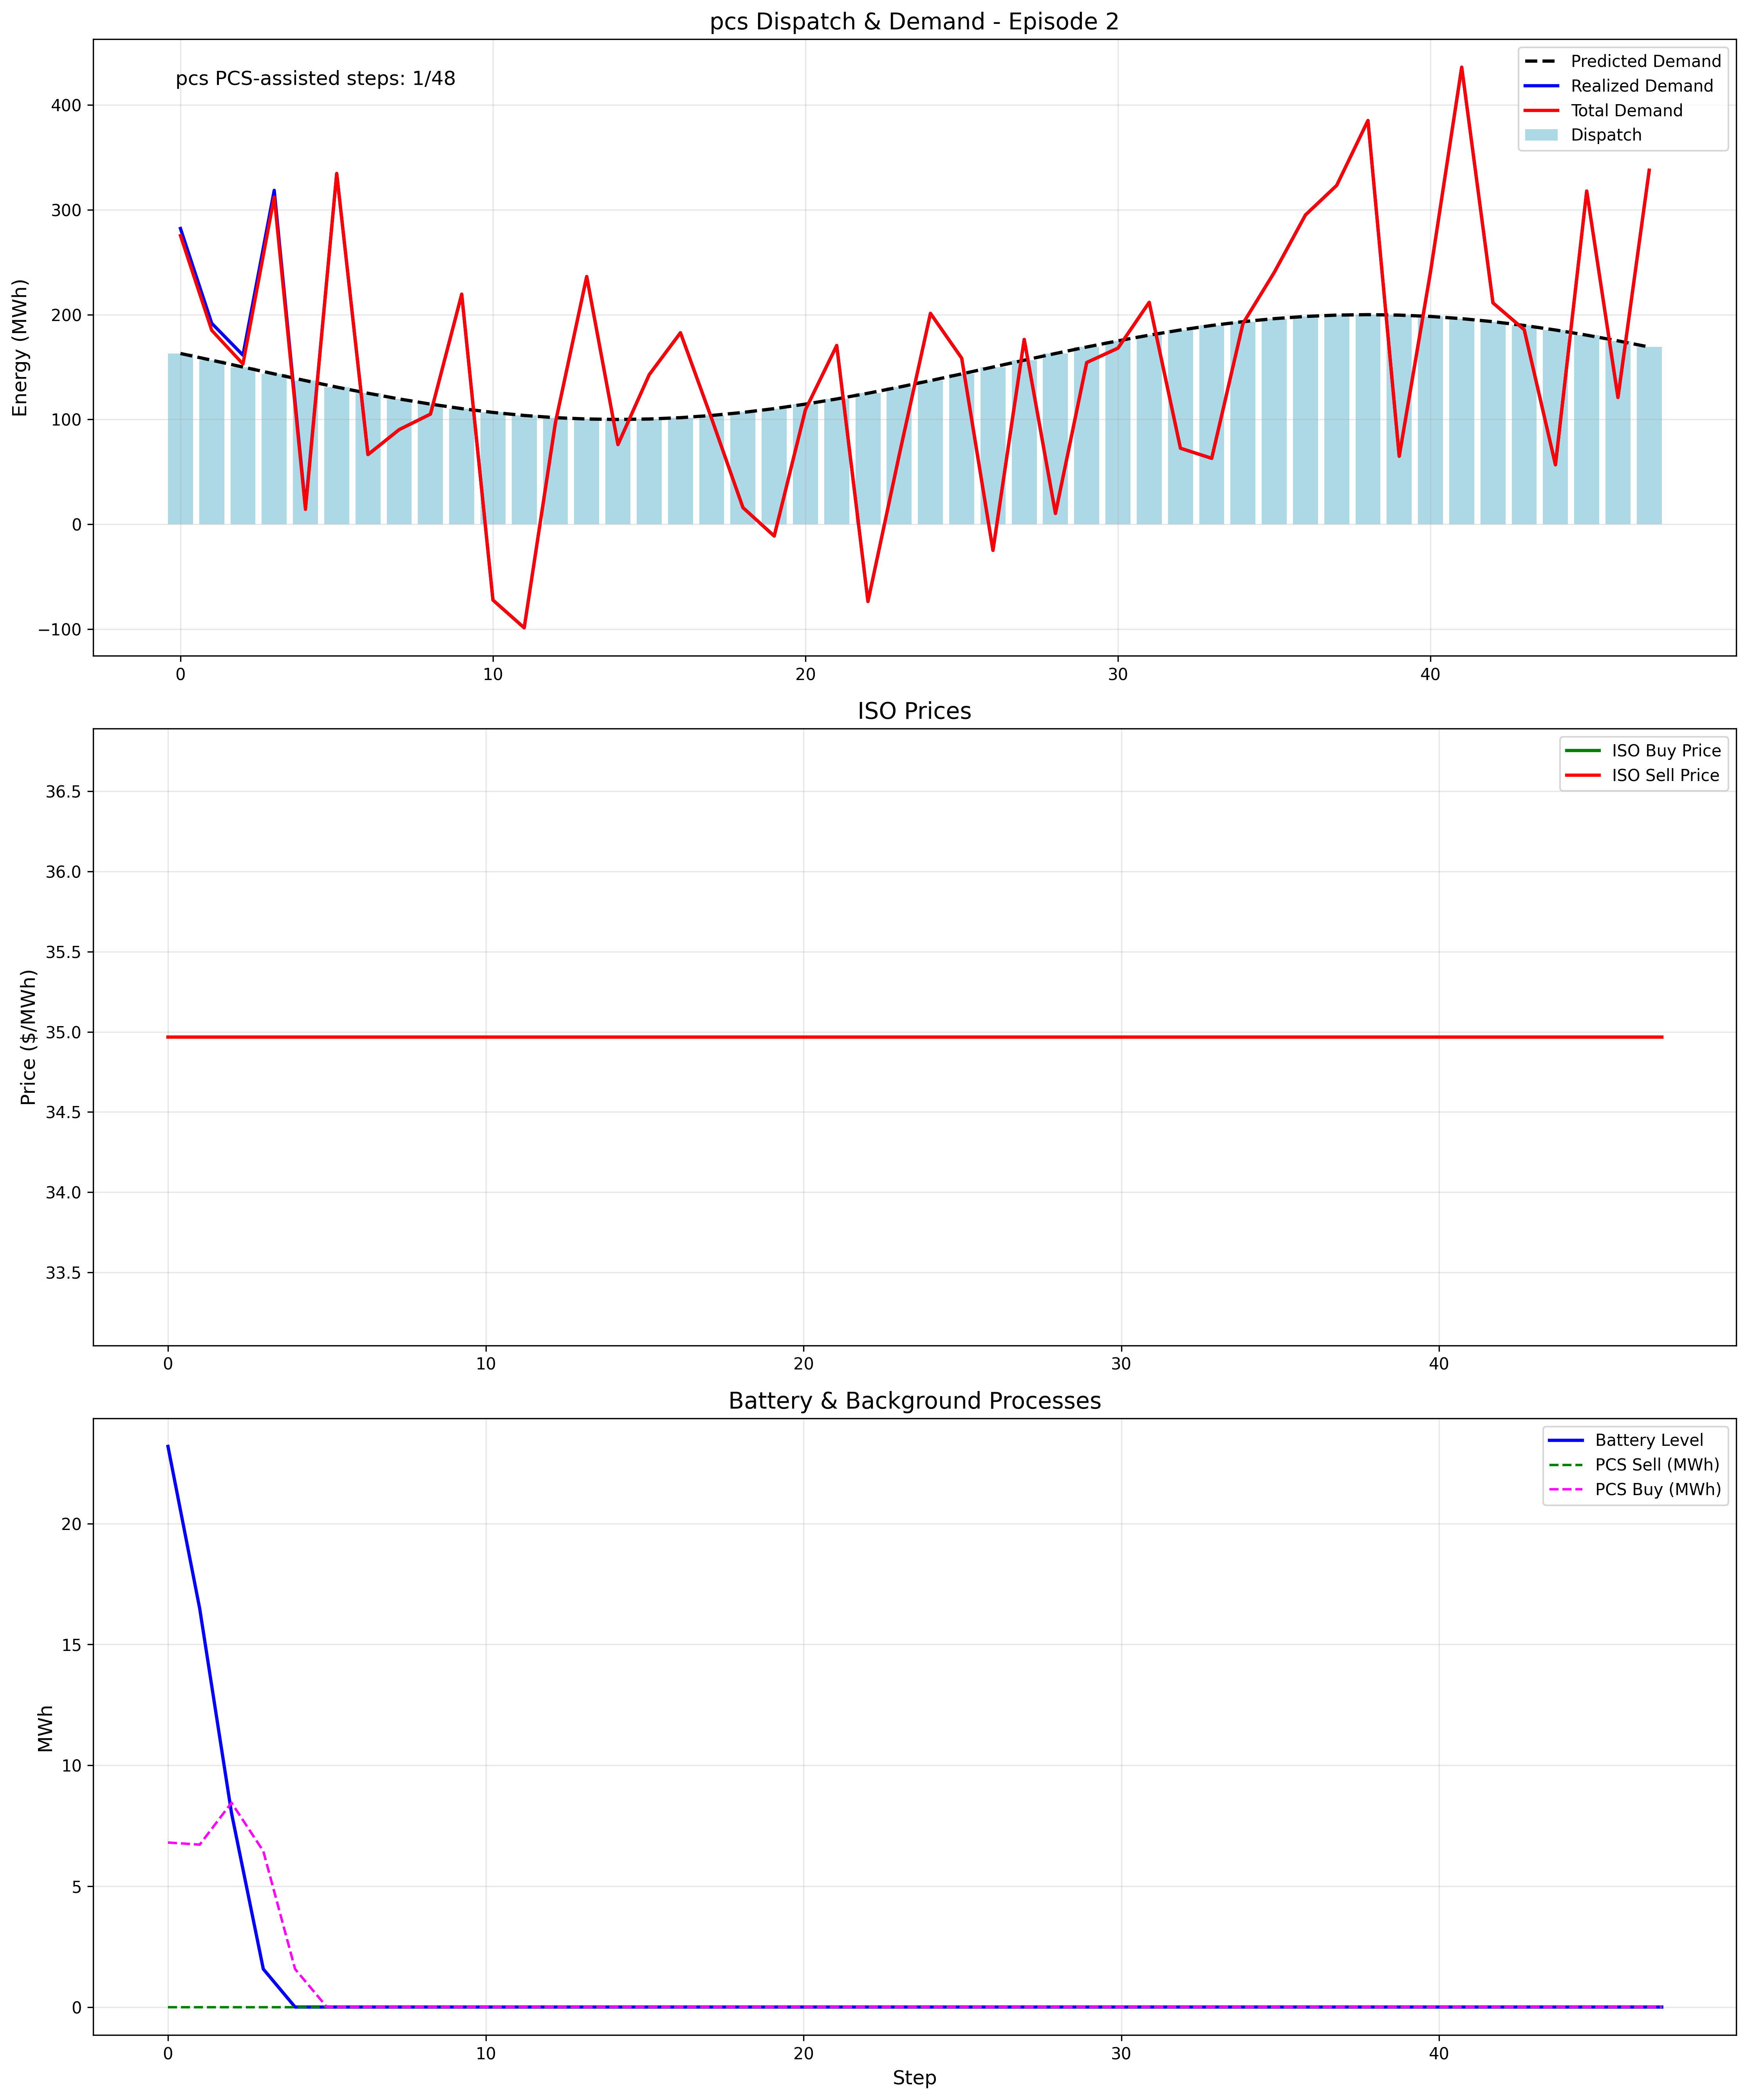 pcs Dispatch & Demand - Episode 2
pcs PCS-assisted steps: 1/48
Predicted Demand
Realized Demand
Total Demand
Dispatch
Energy (MWh)
400
300
200
100
0
−100
0 10 20 30 40
ISO Prices
ISO Buy Price
ISO Sell Price
Price ($/MWh)
36.5
36.0
35.5
35.0
34.5
34.0
33.5
0 10 20 30 40
Battery & Background Processes
Battery Level
PCS Sell (MWh)
PCS Buy (MWh)
MWh
20
15
10
5
0
0 10 20 30 40
Step